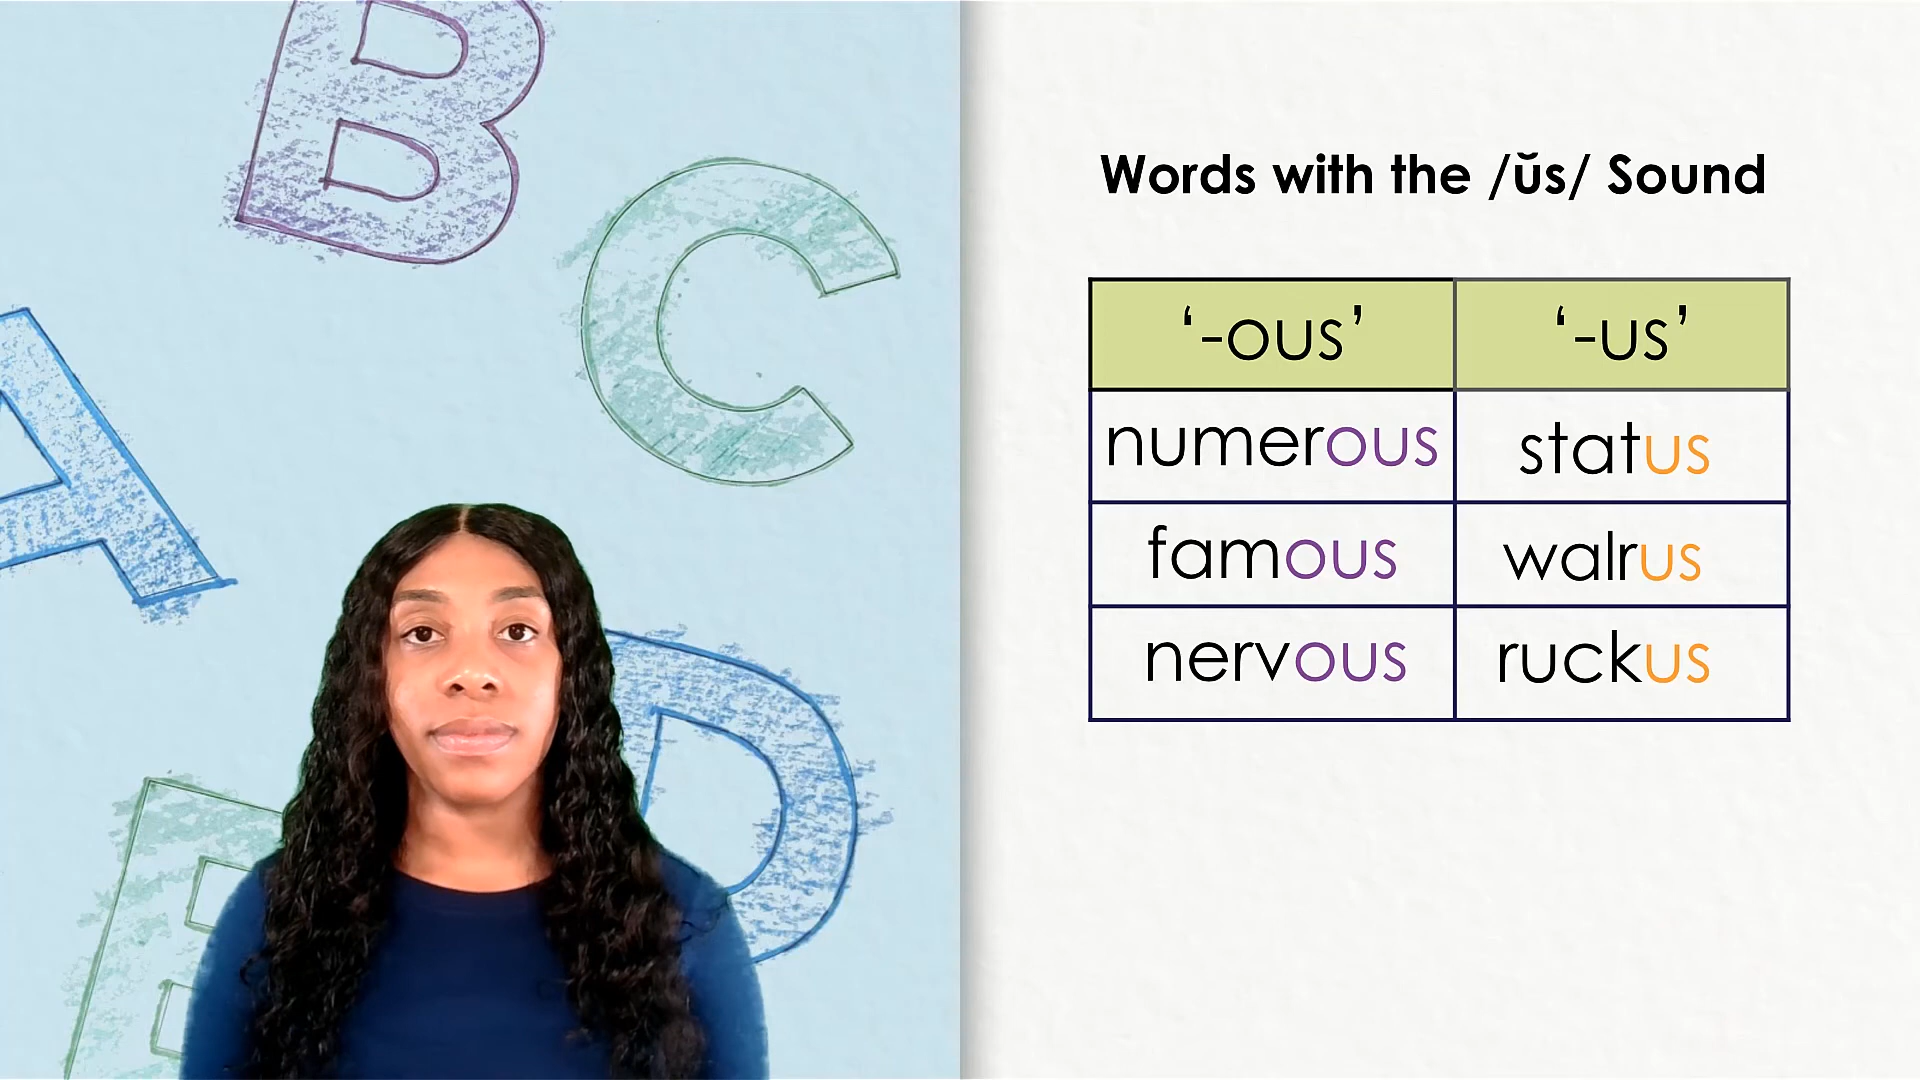 B
C
A
D
E
Words with the /ŭs/ Sound
‘-ous’ ‘-us’
numerous status
famous walrus
nervous ruckus